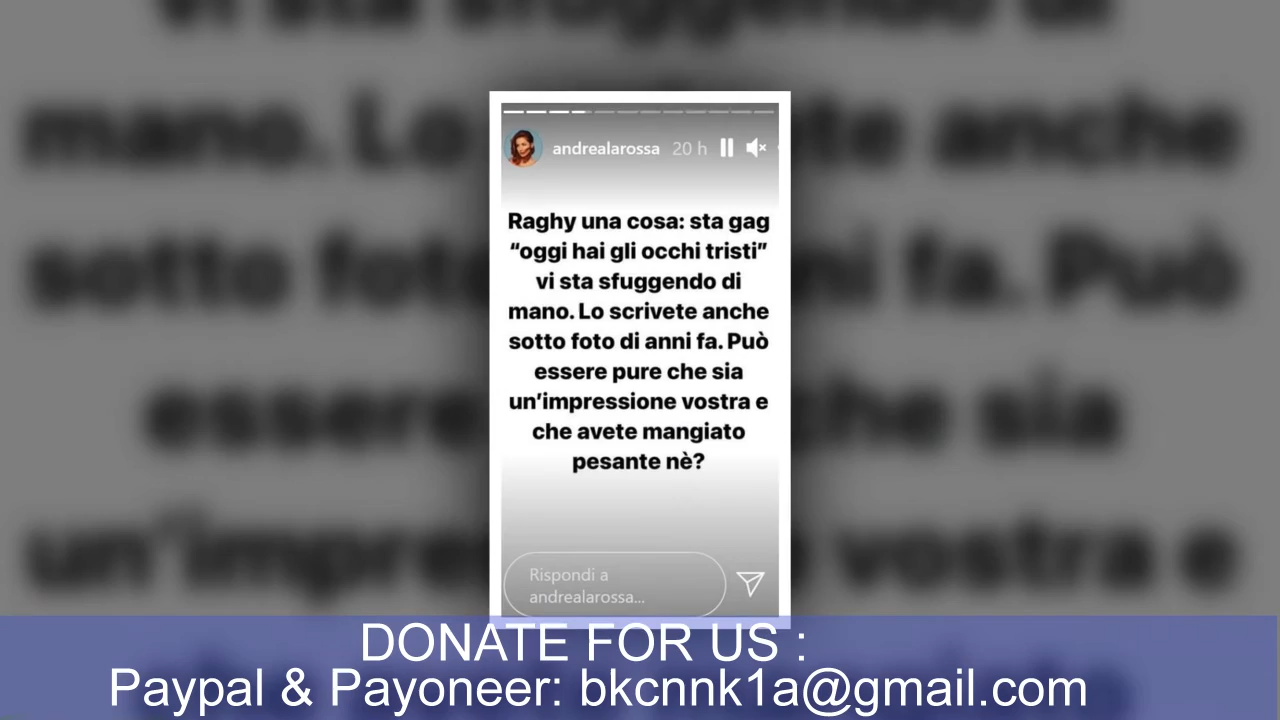 andrealarossa 20 h
Raghy una cosa: sta gag
“oggi hai gli occhi tristi”
vi sta sfuggendo di
mano. Lo scrivete anche
sotto foto di anni fa. Può
essere pure che sia
un’impressione vostra e
che avete mangiato
pesante nè?
Rispondi a
andrealarossa...
DONATE FOR US :
Paypal & Payoneer: bkcnnk1a@gmail.com